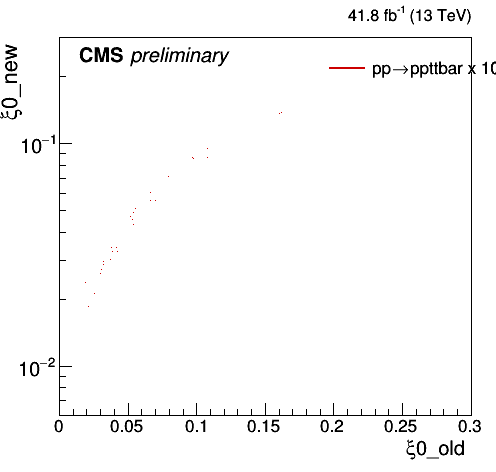 41.8 fb⁻¹ (13 TeV)
CMS preliminary
pp→ppttbar x 10
ξ0_new
10⁻¹
10⁻²
0 0.05 0.1 0.15 0.2 0.25 0.3
ξ0_old